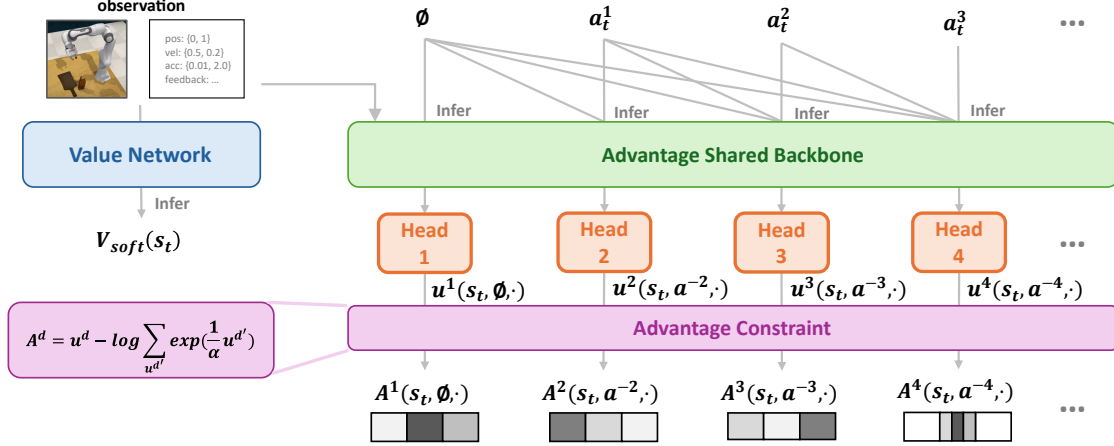 observation
pos: {0, 1}
vel: {0.5, 0.2}
acc: {0.01, 2.0}
feedback: ...
∅ a_t^1 a_t^2 a_t^3 ...
Infer Infer Infer Infer
Value Network
Advantage Shared Backbone
Infer
V_{soft}(s_t)
Head 1
Head 2
Head 3
Head 4
...
u^1(s_t, ∅,·) u^2(s_t, a^{-2},·) u^3(s_t, a^{-3},·) u^4(s_t, a^{-4},·)
A^d = u^d - log ∑_{u^{d'}} exp(\frac{1}{α} u^{d'})
Advantage Constraint
A^1(s_t, ∅,·) A^2(s_t, a^{-2},·) A^3(s_t, a^{-3},·) A^4(s_t, a^{-4},·)
...